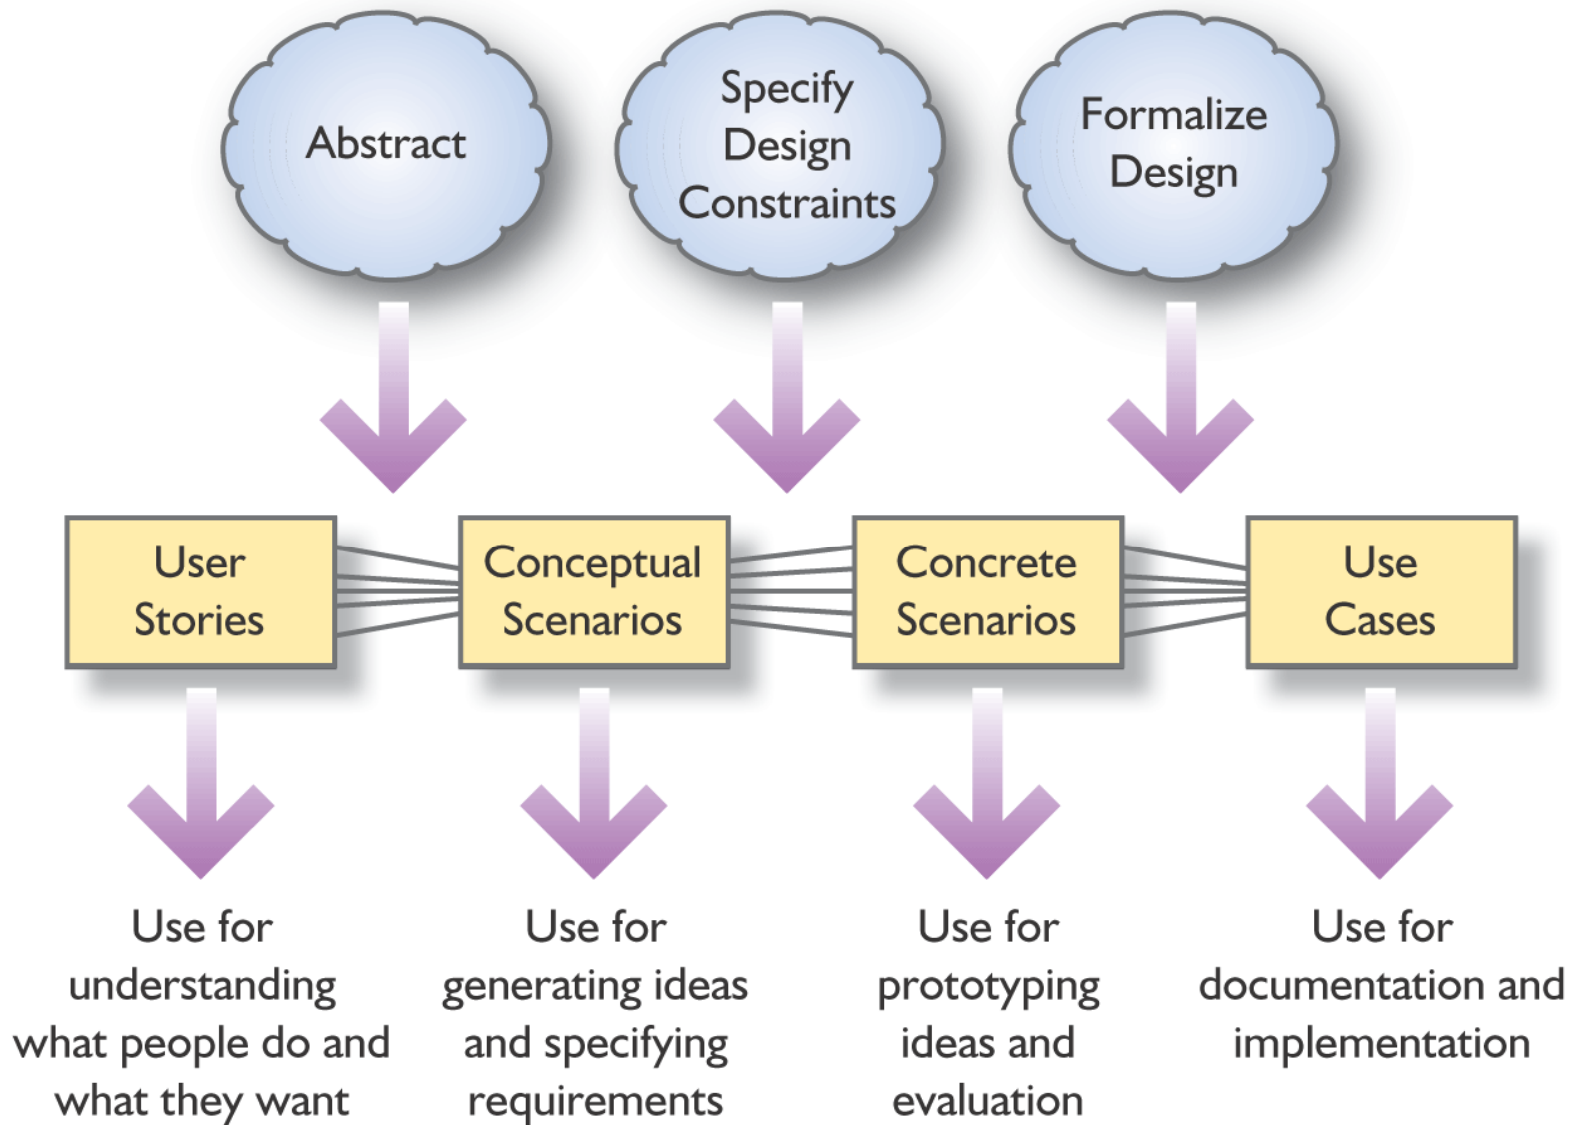 Abstract
Specify
Design
Constraints
Formalize
Design
User
Stories
Conceptual
Scenarios
Concrete
Scenarios
Use
Cases
Use for
understanding
what people do and
what they want
Use for
generating ideas
and specifying
requirements
Use for
prototyping
ideas and
evaluation
Use for
documentation and
implementation